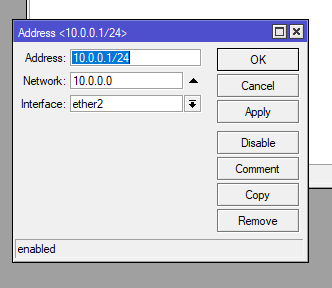 Address <10.0.0.1/24>
Address: 10.0.0.1/24
Network: 10.0.0.0
Interface: ether2
OK
Cancel
Apply
Disable
Comment
Copy
Remove
enabled